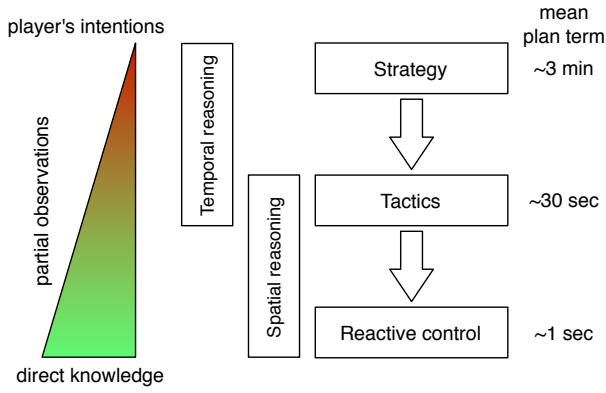 player's intentions
partial observations
direct knowledge
Temporal reasoning
Spatial reasoning
mean
plan term
Strategy
~3 min
Tactics
~30 sec
Reactive control
~1 sec